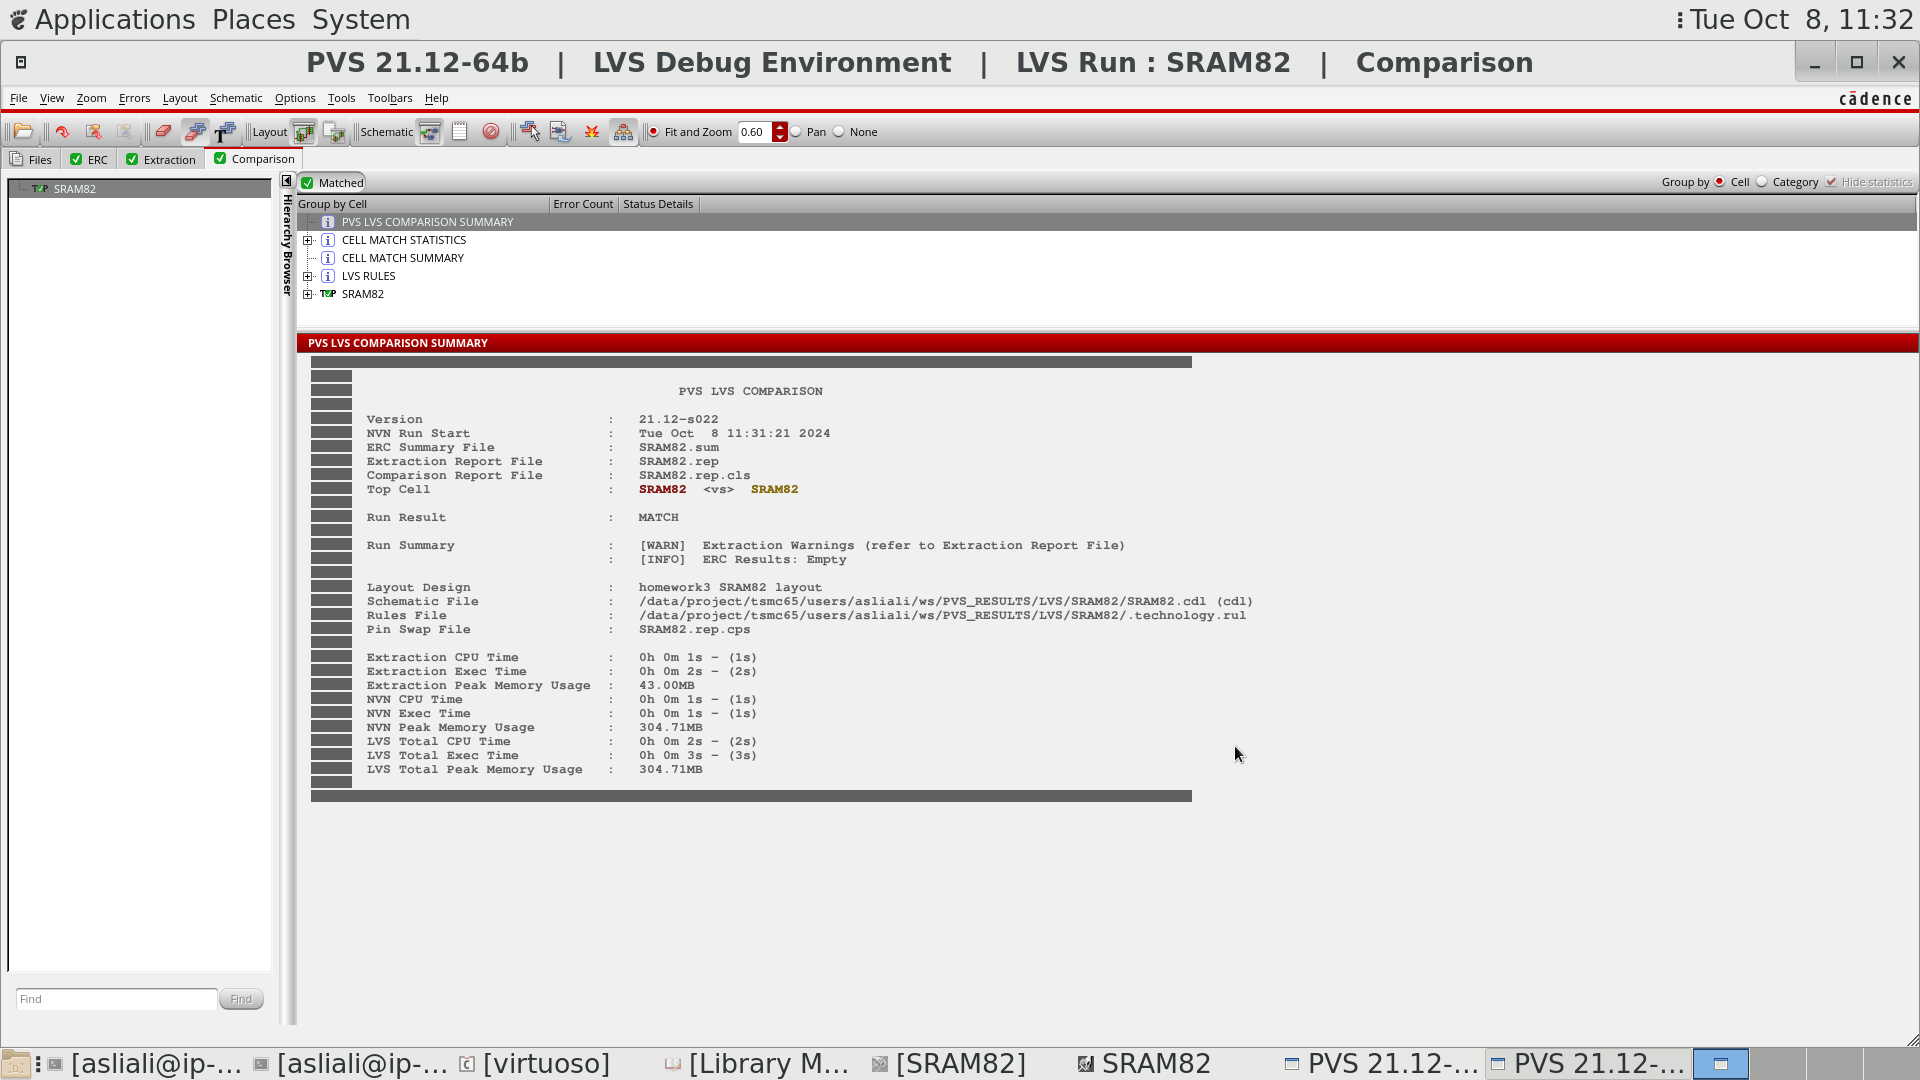 Applications Places System Tue Oct 8, 11:32
PVS 21.12-64b | LVS Debug Environment | LVS Run : SRAM82 | Comparison
File View Zoom Errors Layout Schematic Options Tools Toolbars Help cādence
Layout Schematic Fit and Zoom 0.60 Pan None
Files ERC Extraction Comparison
SRAM82
Hierarchy Browser
Matched Group by Cell Category Hide statistics
Group by Cell Error Count Status Details
PVS LVS COMPARISON SUMMARY
CELL MATCH STATISTICS
CELL MATCH SUMMARY
LVS RULES
TOP SRAM82
PVS LVS COMPARISON SUMMARY
PVS LVS COMPARISON
Version : 21.12-s022
NVN Run Start : Tue Oct 8 11:31:21 2024
ERC Summary File : SRAM82.sum
Extraction Report File : SRAM82.rep
Comparison Report File : SRAM82.rep.cls
Top Cell : SRAM82 <vs> SRAM82
Run Result : MATCH
Run Summary : [WARN] Extraction Warnings (refer to Extraction Report File)
: [INFO] ERC Results: Empty
Layout Design : homework3 SRAM82 layout
Schematic File : /data/project/tsmc65/users/asliali/ws/PVS_RESULTS/LVS/SRAM82/SRAM82.cdl (cdl)
Rules File : /data/project/tsmc65/users/asliali/ws/PVS_RESULTS/LVS/SRAM82/.technology.rul
Pin Swap File : SRAM82.rep.cps
Extraction CPU Time : 0h 0m 1s - (1s)
Extraction Exec Time : 0h 0m 2s - (2s)
Extraction Peak Memory Usage : 43.00MB
NVN CPU Time : 0h 0m 1s - (1s)
NVN Exec Time : 0h 0m 1s - (1s)
NVN Peak Memory Usage : 304.71MB
LVS Total CPU Time : 0h 0m 2s - (2s)
LVS Total Exec Time : 0h 0m 3s - (3s)
LVS Total Peak Memory Usage : 304.71MB
Find Find
[asliali@ip-... [asliali@ip-... [virtuoso] [Library M... [SRAM82] SRAM82 PVS 21.12-... PVS 21.12-...